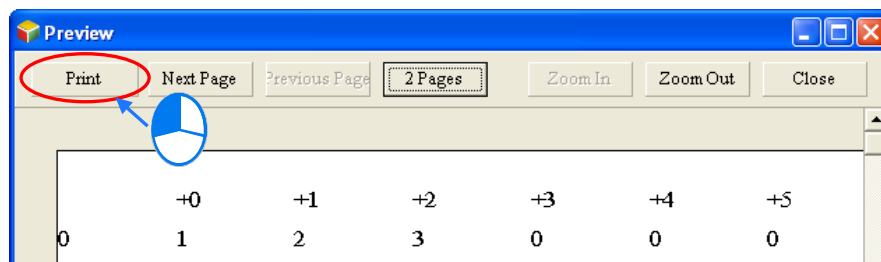 Preview
Print Next Page Previous Page 2 Pages Zoom In Zoom Out Close
+0 +1 +2 +3 +4 +5
0 1 2 3 0 0 0